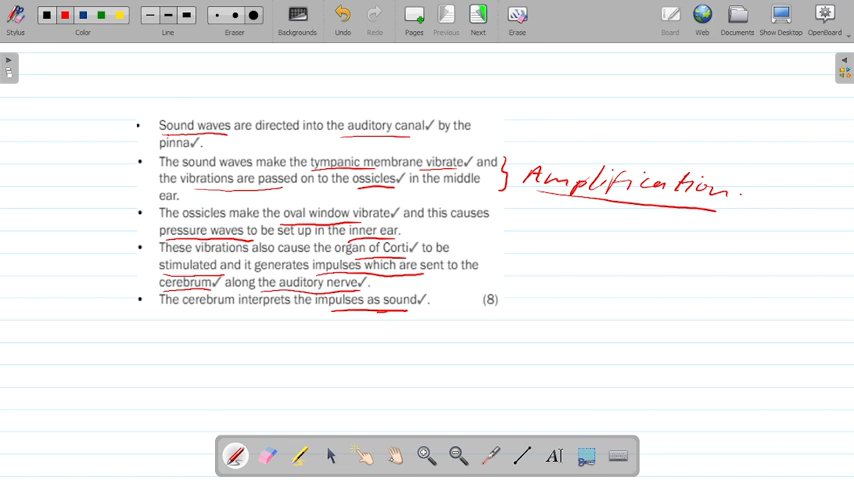 Stylus
Color
Line
Eraser
Backgrounds
Undo
Redo
Pages
Previous
Next
Erase
Board
Web
Documents
Show Desktop
OpenBoard
• Sound waves are directed into the auditory canal✓ by the
pinna✓.
• The sound waves make the tympanic membrane vibrate✓ and
the vibrations are passed on to the ossicles✓ in the middle
ear.
} Amplification.
• The ossicles make the oval window vibrate✓ and this causes
pressure waves to be set up in the inner ear.
• These vibrations also cause the organ of Corti✓ to be
stimulated and it generates impulses which are sent to the
cerebrum✓ along the auditory nerve✓.
• The cerebrum interprets the impulses as sound✓. (8)